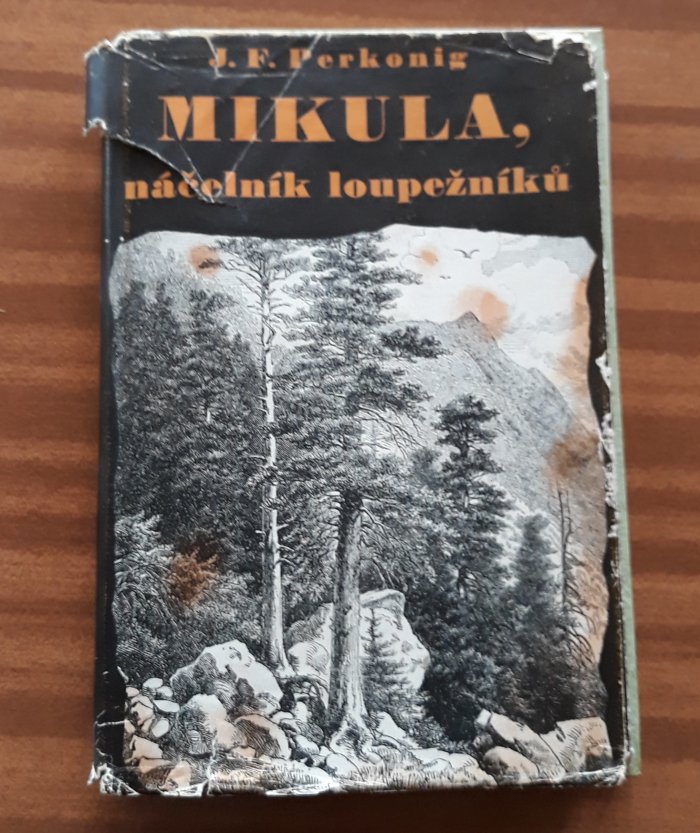 J. F. Perkonig
MIKULA,
náčelník loupežníků